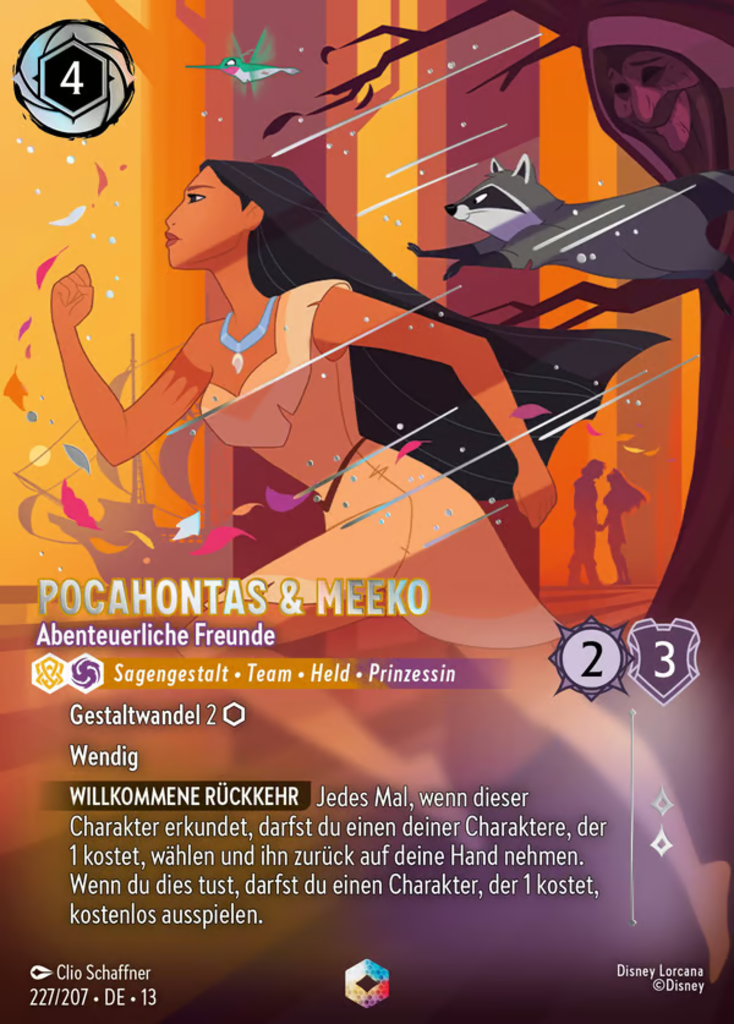 4
POCAHONTAS & MEEKO
Abenteuerliche Freunde
2
3
Sagengestalt • Team • Held • Prinzessin
Gestaltwandel 2
Wendig
WILLKOMMENE RÜCKKEHR Jedes Mal, wenn dieser
Charakter erkundet, darfst du einen deiner Charaktere, der
1 kostet, wählen und ihn zurück auf deine Hand nehmen.
Wenn du dies tust, darfst du einen Charakter, der 1 kostet,
kostenlos ausspielen.
Clio Schaffner
227/207 • DE • 13
Disney Lorcana
©Disney